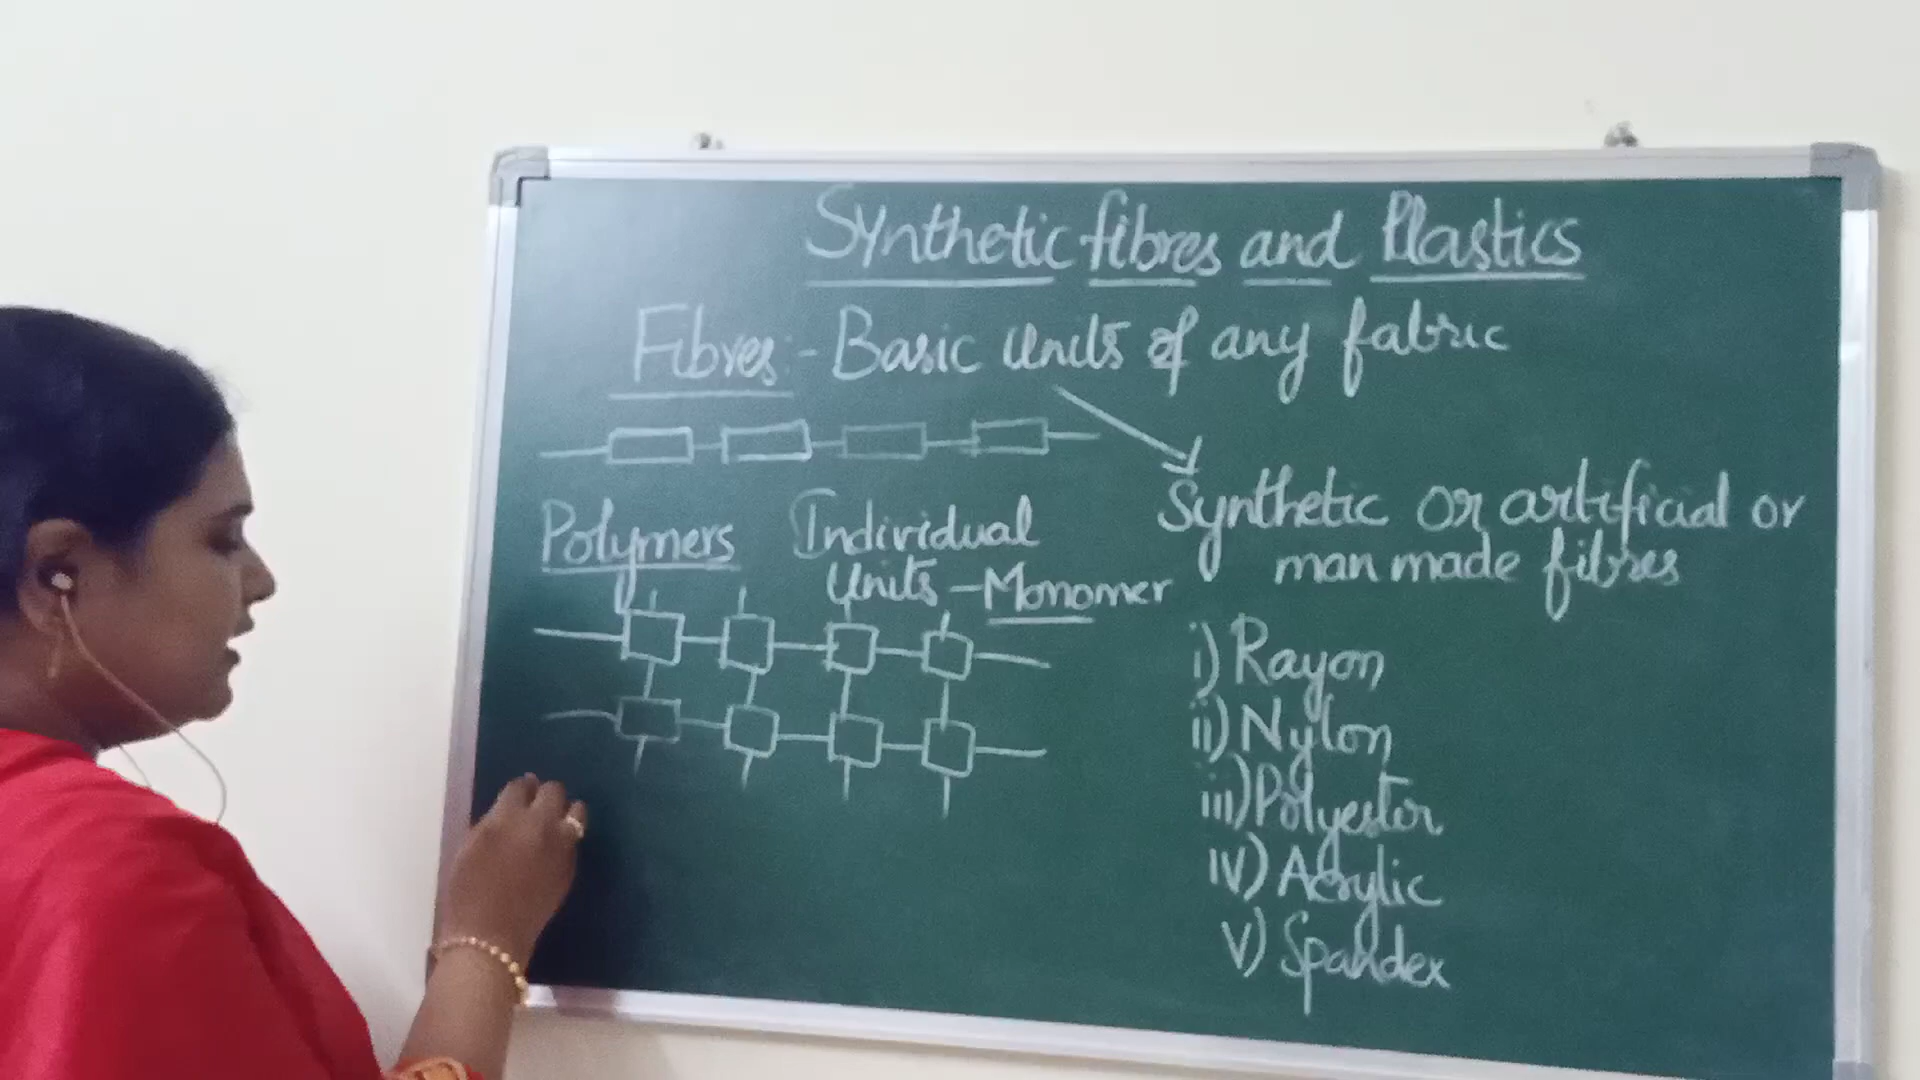 Synthetic fibres and Plastics
Fibres:- Basic Units of any fabric
Polymers
Individual
Units - Monomer
Synthetic or artificial or
man made fibres
i) Rayon
ii) Nylon
iii) Polyester
iv) Acrylic
v) Spandex